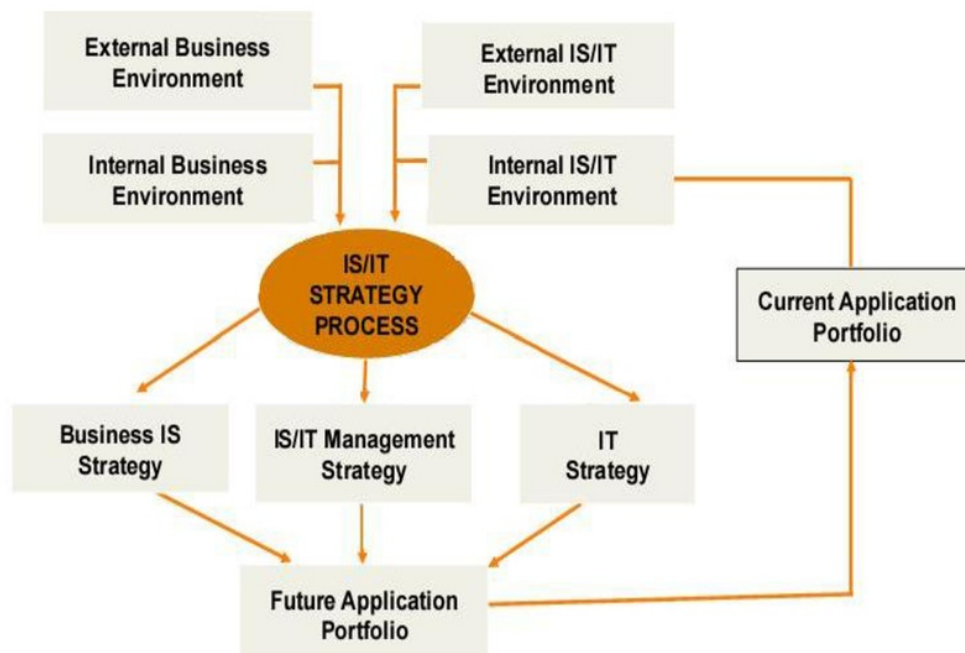 External Business
Environment
External IS/IT
Environment
Internal Business
Environment
Internal IS/IT
Environment
IS/IT
STRATEGY
PROCESS
Current Application
Portfolio
Business IS
Strategy
IS/IT Management
Strategy
IT
Strategy
Future Application
Portfolio